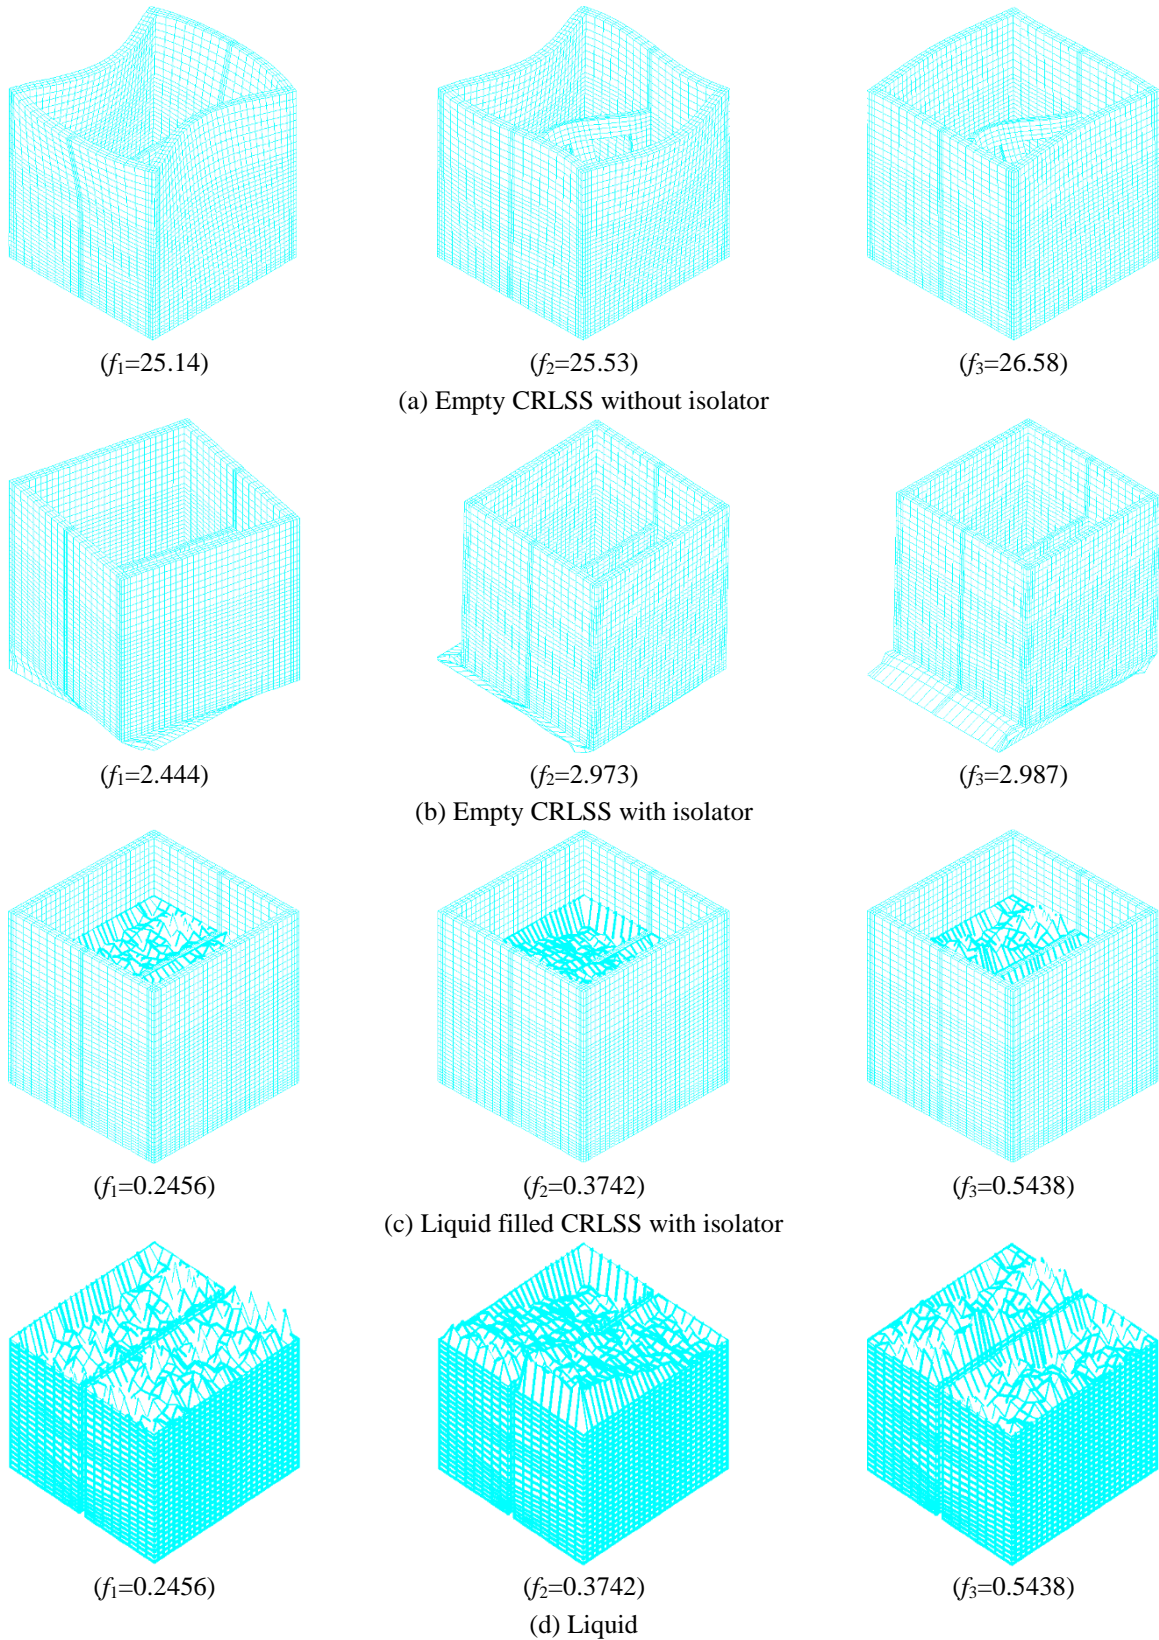 (f1=25.14) (f2=25.53) (f3=26.58)
(a) Empty CRLSS without isolator
(f1=2.444) (f2=2.973) (f3=2.987)
(b) Empty CRLSS with isolator
(f1=0.2456) (f2=0.3742) (f3=0.5438)
(c) Liquid filled CRLSS with isolator
(f1=0.2456) (f2=0.3742) (f3=0.5438)
(d) Liquid